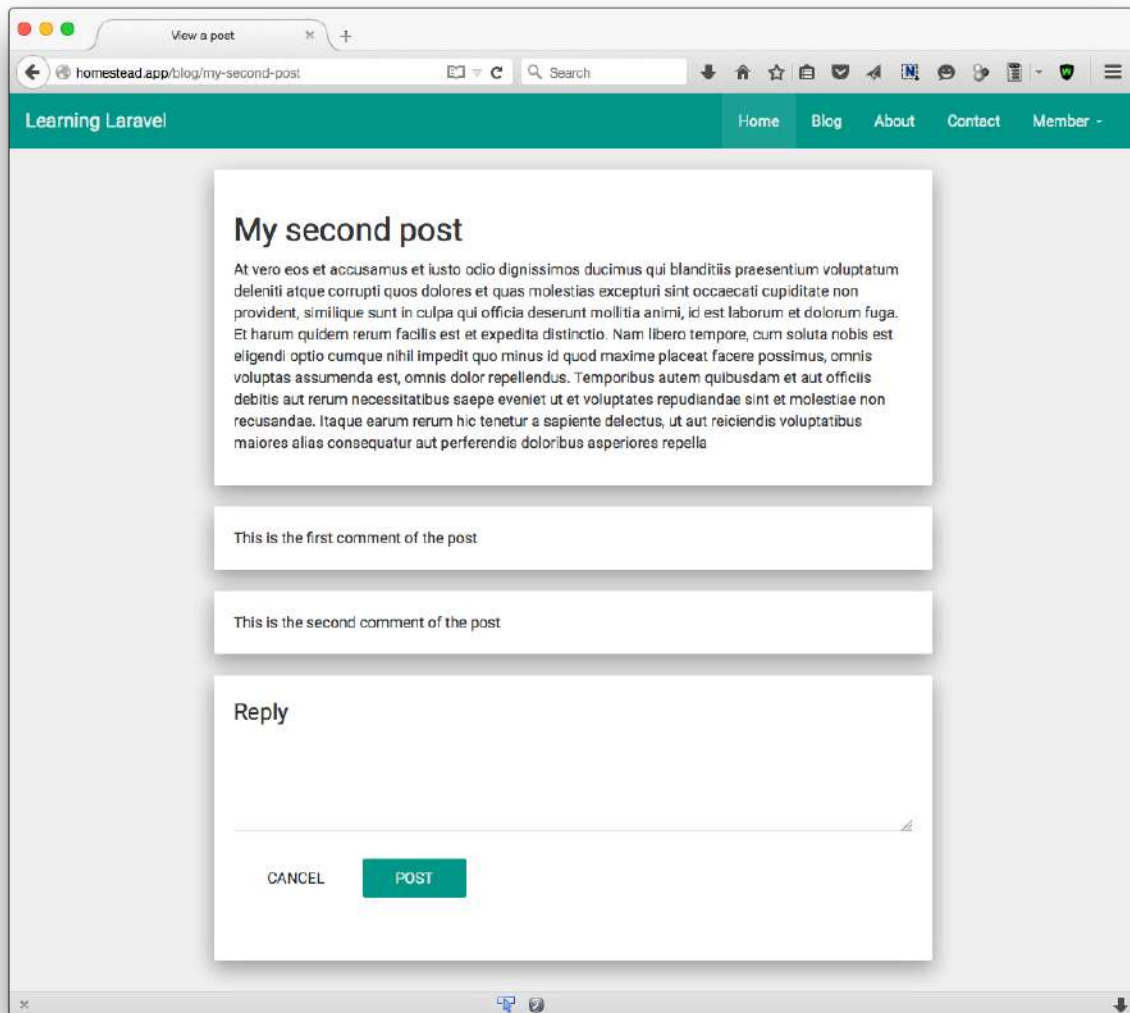 View a post
homestead.app/blog/my-second-post
Search
Learning Laravel
Home
Blog
About
Contact
Member
My second post
At vero eos et accusamus et iusto odio dignissimos ducimus qui blanditiis praesentium voluptatum
deleniti atque corrupti quos dolores et quas molestias excepturi sint occaecati cupiditate non
provident, similique sunt in culpa qui officia deserunt mollitia animi, id est laborum et dolorum fuga.
Et harum quidem rerum facilis est et expedita distinctio. Nam libero tempore, cum soluta nobis est
eligendi optio cumque nihil impedit quo minus id quod maxime placeat facere possimus, omnis
voluptas assumenda est, omnis dolor repellendus. Temporibus autem quibusdam et aut officiis
debitis aut rerum necessitatibus saepe eveniet ut et voluptates repudiandae sint et molestiae non
recusandae. Itaque earum rerum hic tenetur a sapiente delectus, ut aut reiciendis voluptatibus
maiores alias consequatur aut perferendis doloribus asperiores repella
This is the first comment of the post
This is the second comment of the post
Reply
CANCEL
POST